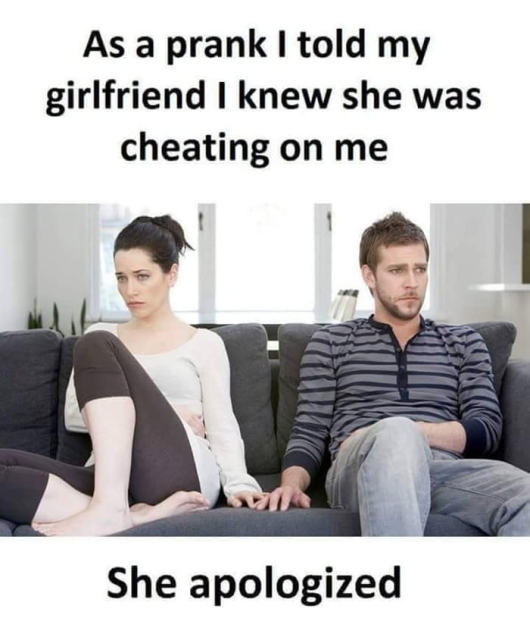 As a prank I told my
girlfriend I knew she was
cheating on me
She apologized